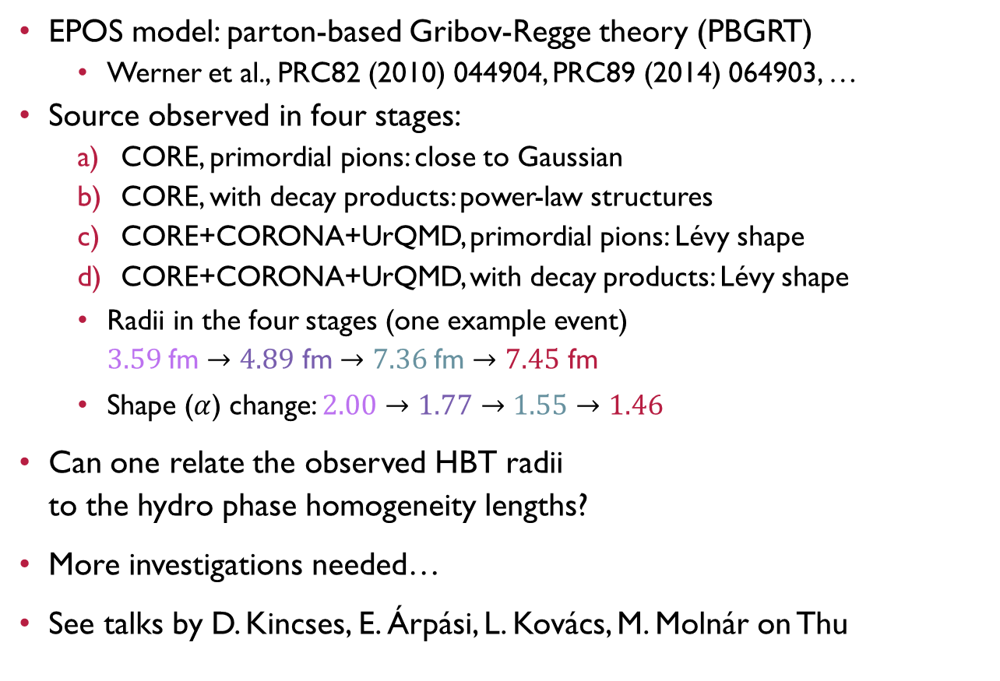 • EPOS model: parton-based Gribov-Regge theory (PBGRT)
• Werner et al., PRC82 (2010) 044904, PRC89 (2014) 064903, …
• Source observed in four stages:
a) CORE, primordial pions: close to Gaussian
b) CORE, with decay products: power-law structures
c) CORE+CORONA+UrQMD, primordial pions: Lévy shape
d) CORE+CORONA+UrQMD, with decay products: Lévy shape
• Radii in the four stages (one example event)
3.59 fm → 4.89 fm → 7.36 fm → 7.45 fm
• Shape (α) change: 2.00 → 1.77 → 1.55 → 1.46
• Can one relate the observed HBT radii
to the hydro phase homogeneity lengths?
• More investigations needed…
• See talks by D. Kincses, E. Árpási, L. Kovács, M. Molnár on Thu